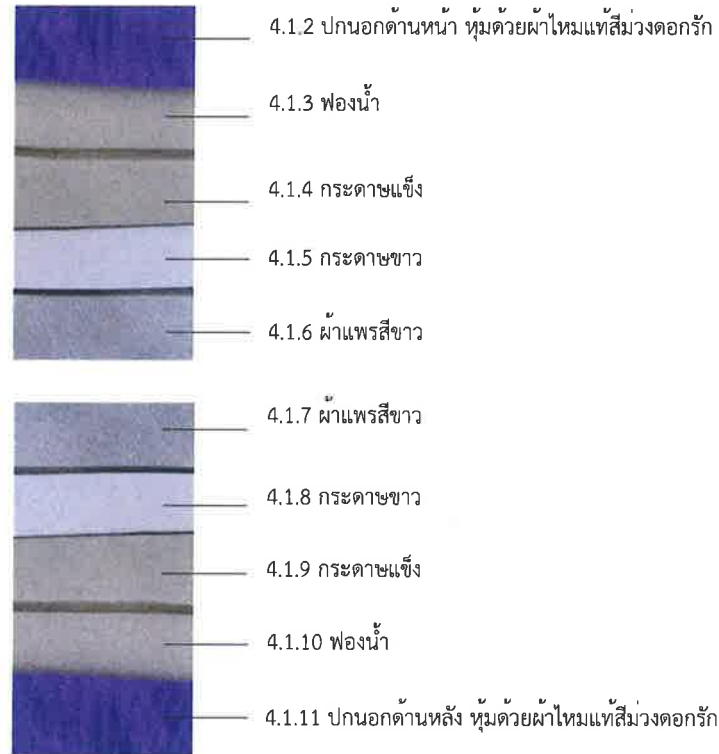 4.1.2 ปกนอกด้านหน้า หุ้มด้วยผ้าไหมแท้สีม่วงดอกรัก
4.1.3 ฟองน้ำ
4.1.4 กระดาษแข็ง
4.1.5 กระดาษขาว
4.1.6 ผ้าแพรสีขาว
4.1.7 ผ้าแพรสีขาว
4.1.8 กระดาษขาว
4.1.9 กระดาษแข็ง
4.1.10 ฟองน้ำ
4.1.11 ปกนอกด้านหลัง หุ้มด้วยผ้าไหมแท้สีม่วงดอกรัก